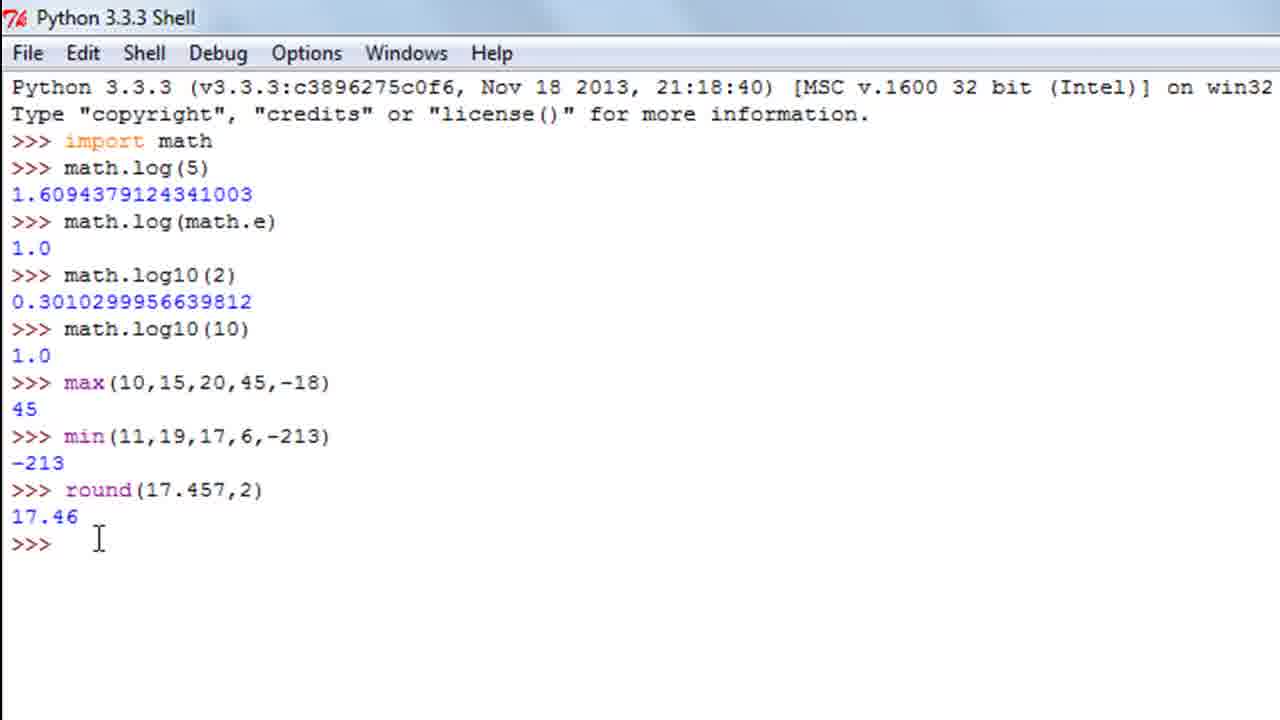 Python 3.3.3 Shell
File Edit Shell Debug Options Windows Help
Python 3.3.3 (v3.3.3:c3896275c0f6, Nov 18 2013, 21:18:40) [MSC v.1600 32 bit (Intel)] on win32
Type "copyright", "credits" or "license()" for more information.
>>> import math
>>> math.log(5)
1.6094379124341003
>>> math.log(math.e)
1.0
>>> math.log10(2)
0.3010299956639812
>>> math.log10(10)
1.0
>>> max(10,15,20,45,-18)
45
>>> min(11,19,17,6,-213)
-213
>>> round(17.457,2)
17.46
>>>